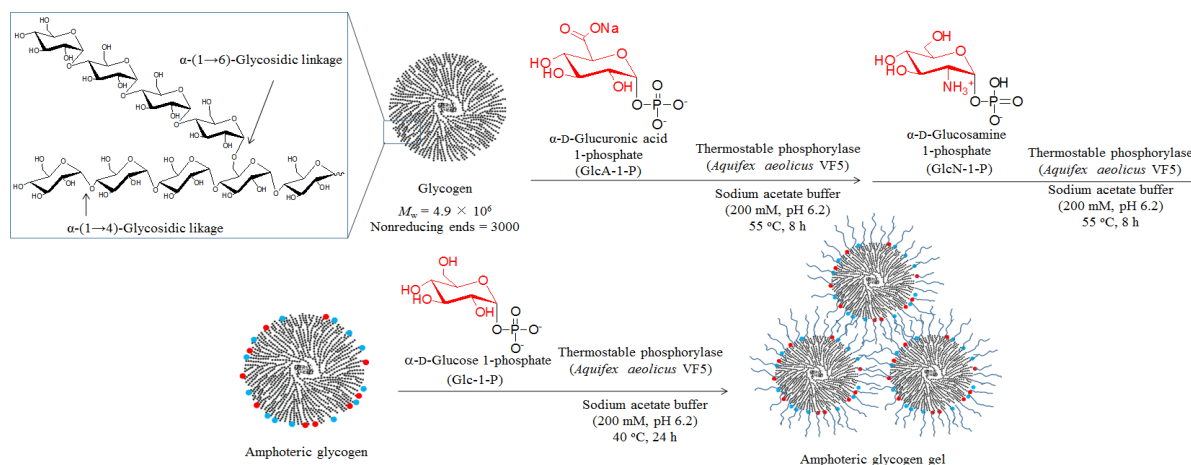 α-(1→6)-Glycosidic linkage
α-(1→4)-Glycosidic likage
Glycogen
Mw = 4.9 × 10⁶
Nonreducing ends = 3000
α-D-Glucuronic acid
1-phosphate
(GlcA-1-P)
Thermostable phosphorylase
(Aquifex aeolicus VF5)
Sodium acetate buffer
(200 mM, pH 6.2)
55 °C, 8 h
α-D-Glucosamine
1-phosphate
(GlcN-1-P)
Thermostable phosphorylase
(Aquifex aeolicus VF5)
Sodium acetate buffer
(200 mM, pH 6.2)
55 °C, 8 h
Amphoteric glycogen
α-D-Glucose 1-phosphate
(Glc-1-P)
Thermostable phosphorylase
(Aquifex aeolicus VF5)
Sodium acetate buffer
(200 mM, pH 6.2)
40 °C, 24 h
Amphoteric glycogen gel